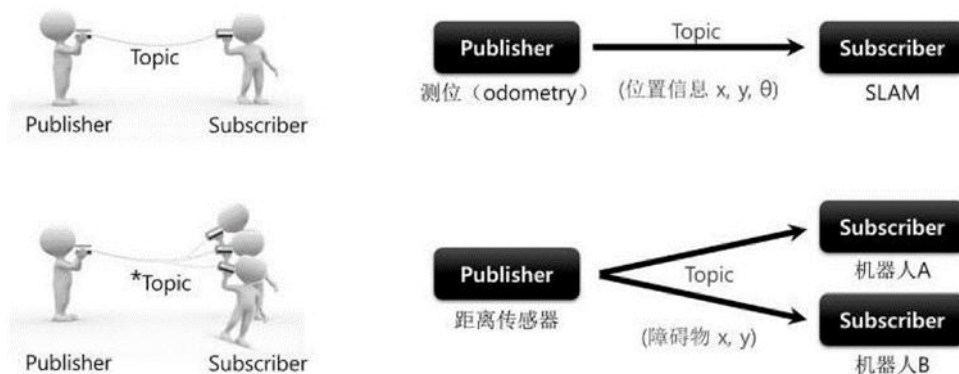 Topic
Publisher
Subscriber
Publisher
测位（odometry）
Topic
(位置信息 x, y, θ)
Subscriber
SLAM
*Topic
Publisher
Subscriber
Publisher
距离传感器
Topic
(障碍物 x, y)
Subscriber
机器人A
Subscriber
机器人B